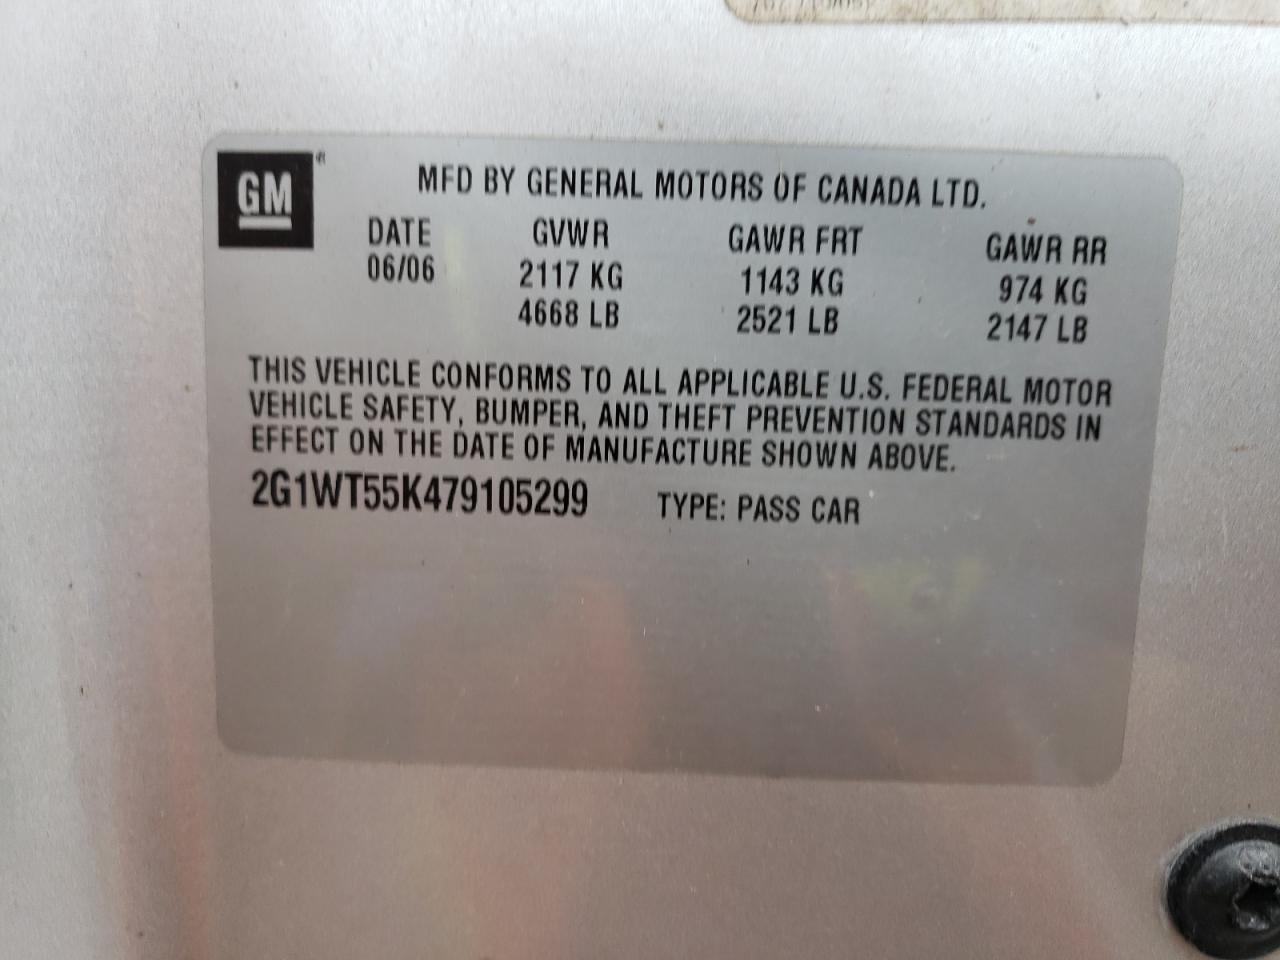 GM
MFD BY GENERAL MOTORS OF CANADA LTD.
DATE GVWR GAWR FRT GAWR RR
06/06 2117 KG 1143 KG 974 KG
4668 LB 2521 LB 2147 LB
THIS VEHICLE CONFORMS TO ALL APPLICABLE U.S. FEDERAL MOTOR
VEHICLE SAFETY, BUMPER, AND THEFT PREVENTION STANDARDS IN
EFFECT ON THE DATE OF MANUFACTURE SHOWN ABOVE.
2G1WT55K479105299 TYPE: PASS CAR